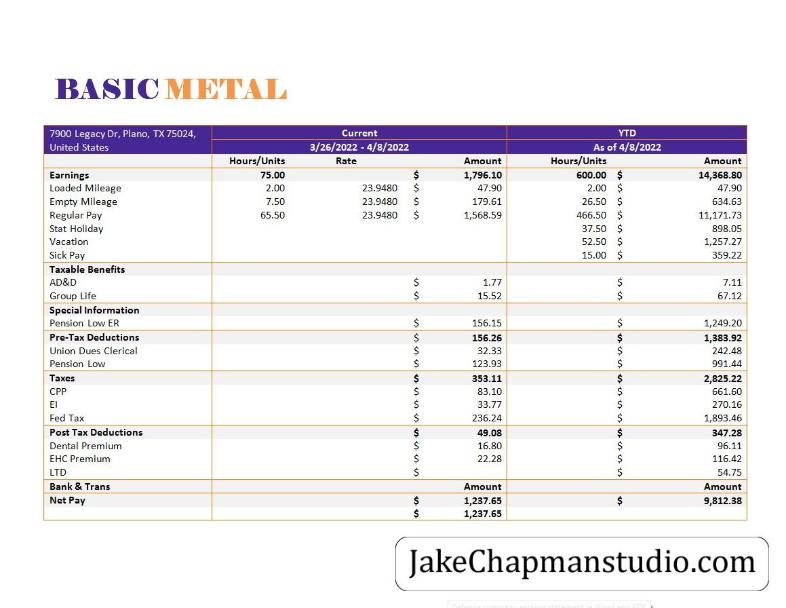 BASIC METAL
7900 Legacy Dr, Plano, TX 75024, Current YTD
United States 3/26/2022 - 4/8/2022 As of 4/8/2022
Hours/Units Rate Amount Hours/Units Amount
Earnings 75.00 $ 1,796.10 600.00 $ 14,368.80
Loaded Mileage 2.00 23.9480 $ 47.90 2.00 $ 47.90
Empty Mileage 7.50 23.9480 $ 179.61 26.50 $ 634.63
Regular Pay 65.50 23.9480 $ 1,568.59 466.50 $ 11,171.73
Stat Holiday 37.50 $ 898.05
Vacation 52.50 $ 1,257.27
Sick Pay 15.00 $ 359.22
Taxable Benefits
AD&D $ 1.77 $ 7.11
Group Life $ 15.52 $ 67.12
Special Information
Pension Low ER $ 156.15 $ 1,249.20
Pre-Tax Deductions $ 156.26 $ 1,383.92
Union Dues Clerical $ 32.33 $ 242.48
Pension Low $ 123.93 $ 991.44
Taxes $ 353.11 $ 2,825.22
CPP $ 83.10 $ 661.60
EI $ 33.77 $ 270.16
Fed Tax $ 236.24 $ 1,893.46
Post Tax Deductions $ 49.08 $ 347.28
Dental Premium $ 16.80 $ 96.11
EHC Premium $ 22.28 $ 116.42
LTD $ $ 54.75
Bank & Trans Amount Amount
Net Pay $ 1,237.65 $ 9,812.38
$ 1,237.65
JakeChapmanstudio.com